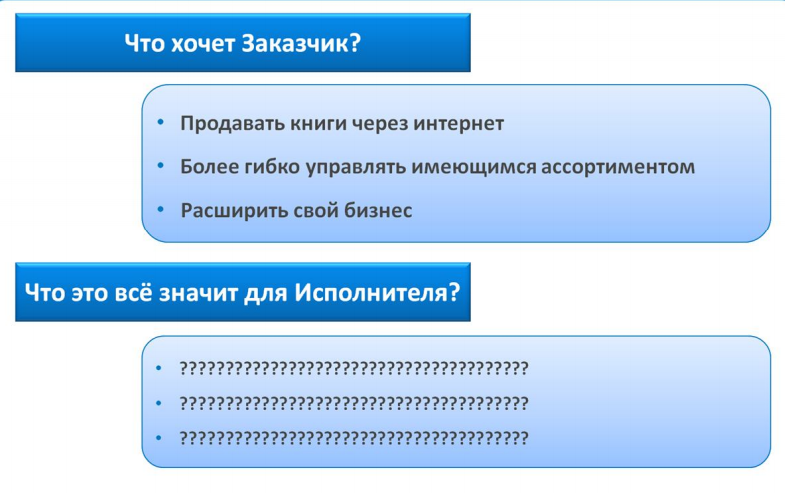 Что хочет Заказчик?
• Продавать книги через интернет
• Более гибко управлять имеющимся ассортиментом
• Расширить свой бизнес
Что это всё значит для Исполнителя?
• ???????????????????????????????????????
• ???????????????????????????????????????
• ???????????????????????????????????????